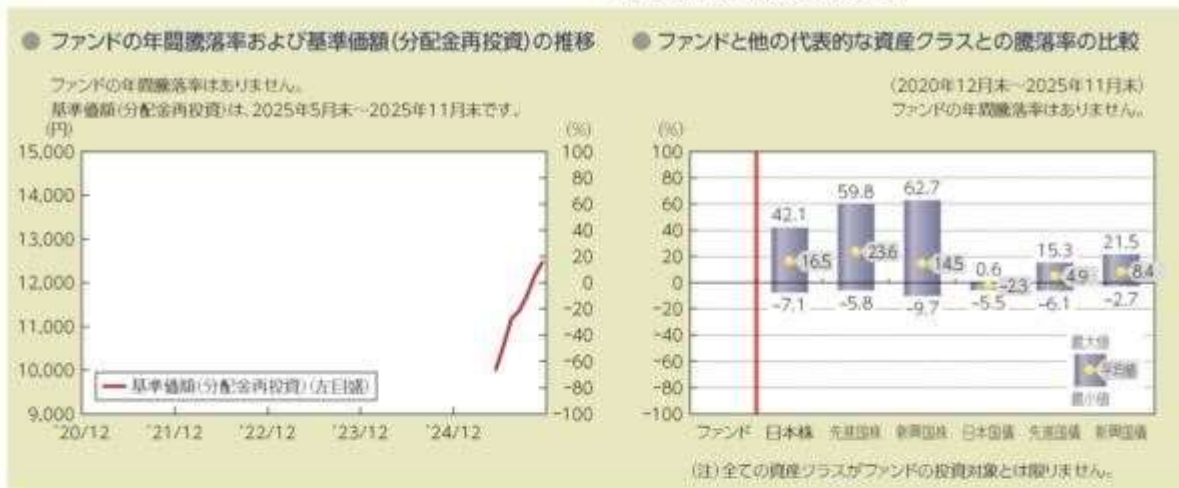 ● ファンドの年間騰落率および基準価額(分配金再投資)の推移
ファンドの年間騰落率はありません。
基準価額(分配金再投資)は、2025年5月末~2025年11月末です。
(円)
(%)
15,000
14,000
13,000
12,000
11,000
10,000
9,000
100
80
60
40
20
0
-20
-40
-60
-80
-100
基準価額(分配金再投資)(左目盛)
'20/12 '21/12 '22/12 '23/12 '24/12
● ファンドと他の代表的な資産クラスとの騰落率の比較
(2020年12月末~2025年11月末)
ファンドの年間騰落率はありません。
(%)
100
80
60
40
20
0
-20
-40
-60
-80
-100
42.1 59.8 62.7 0.6 15.3 21.5
16.5 23.6 14.5 -2.3 4.9 8.4
-7.1 -5.8 -9.7 -5.5 -6.1 -2.7
最大値
平均値
最小値
ファンド 日本株 先進国株 新興国株 日本国債 先進国債 新興国債
(注)全ての資産クラスがファンドの投資対象とは限りません。